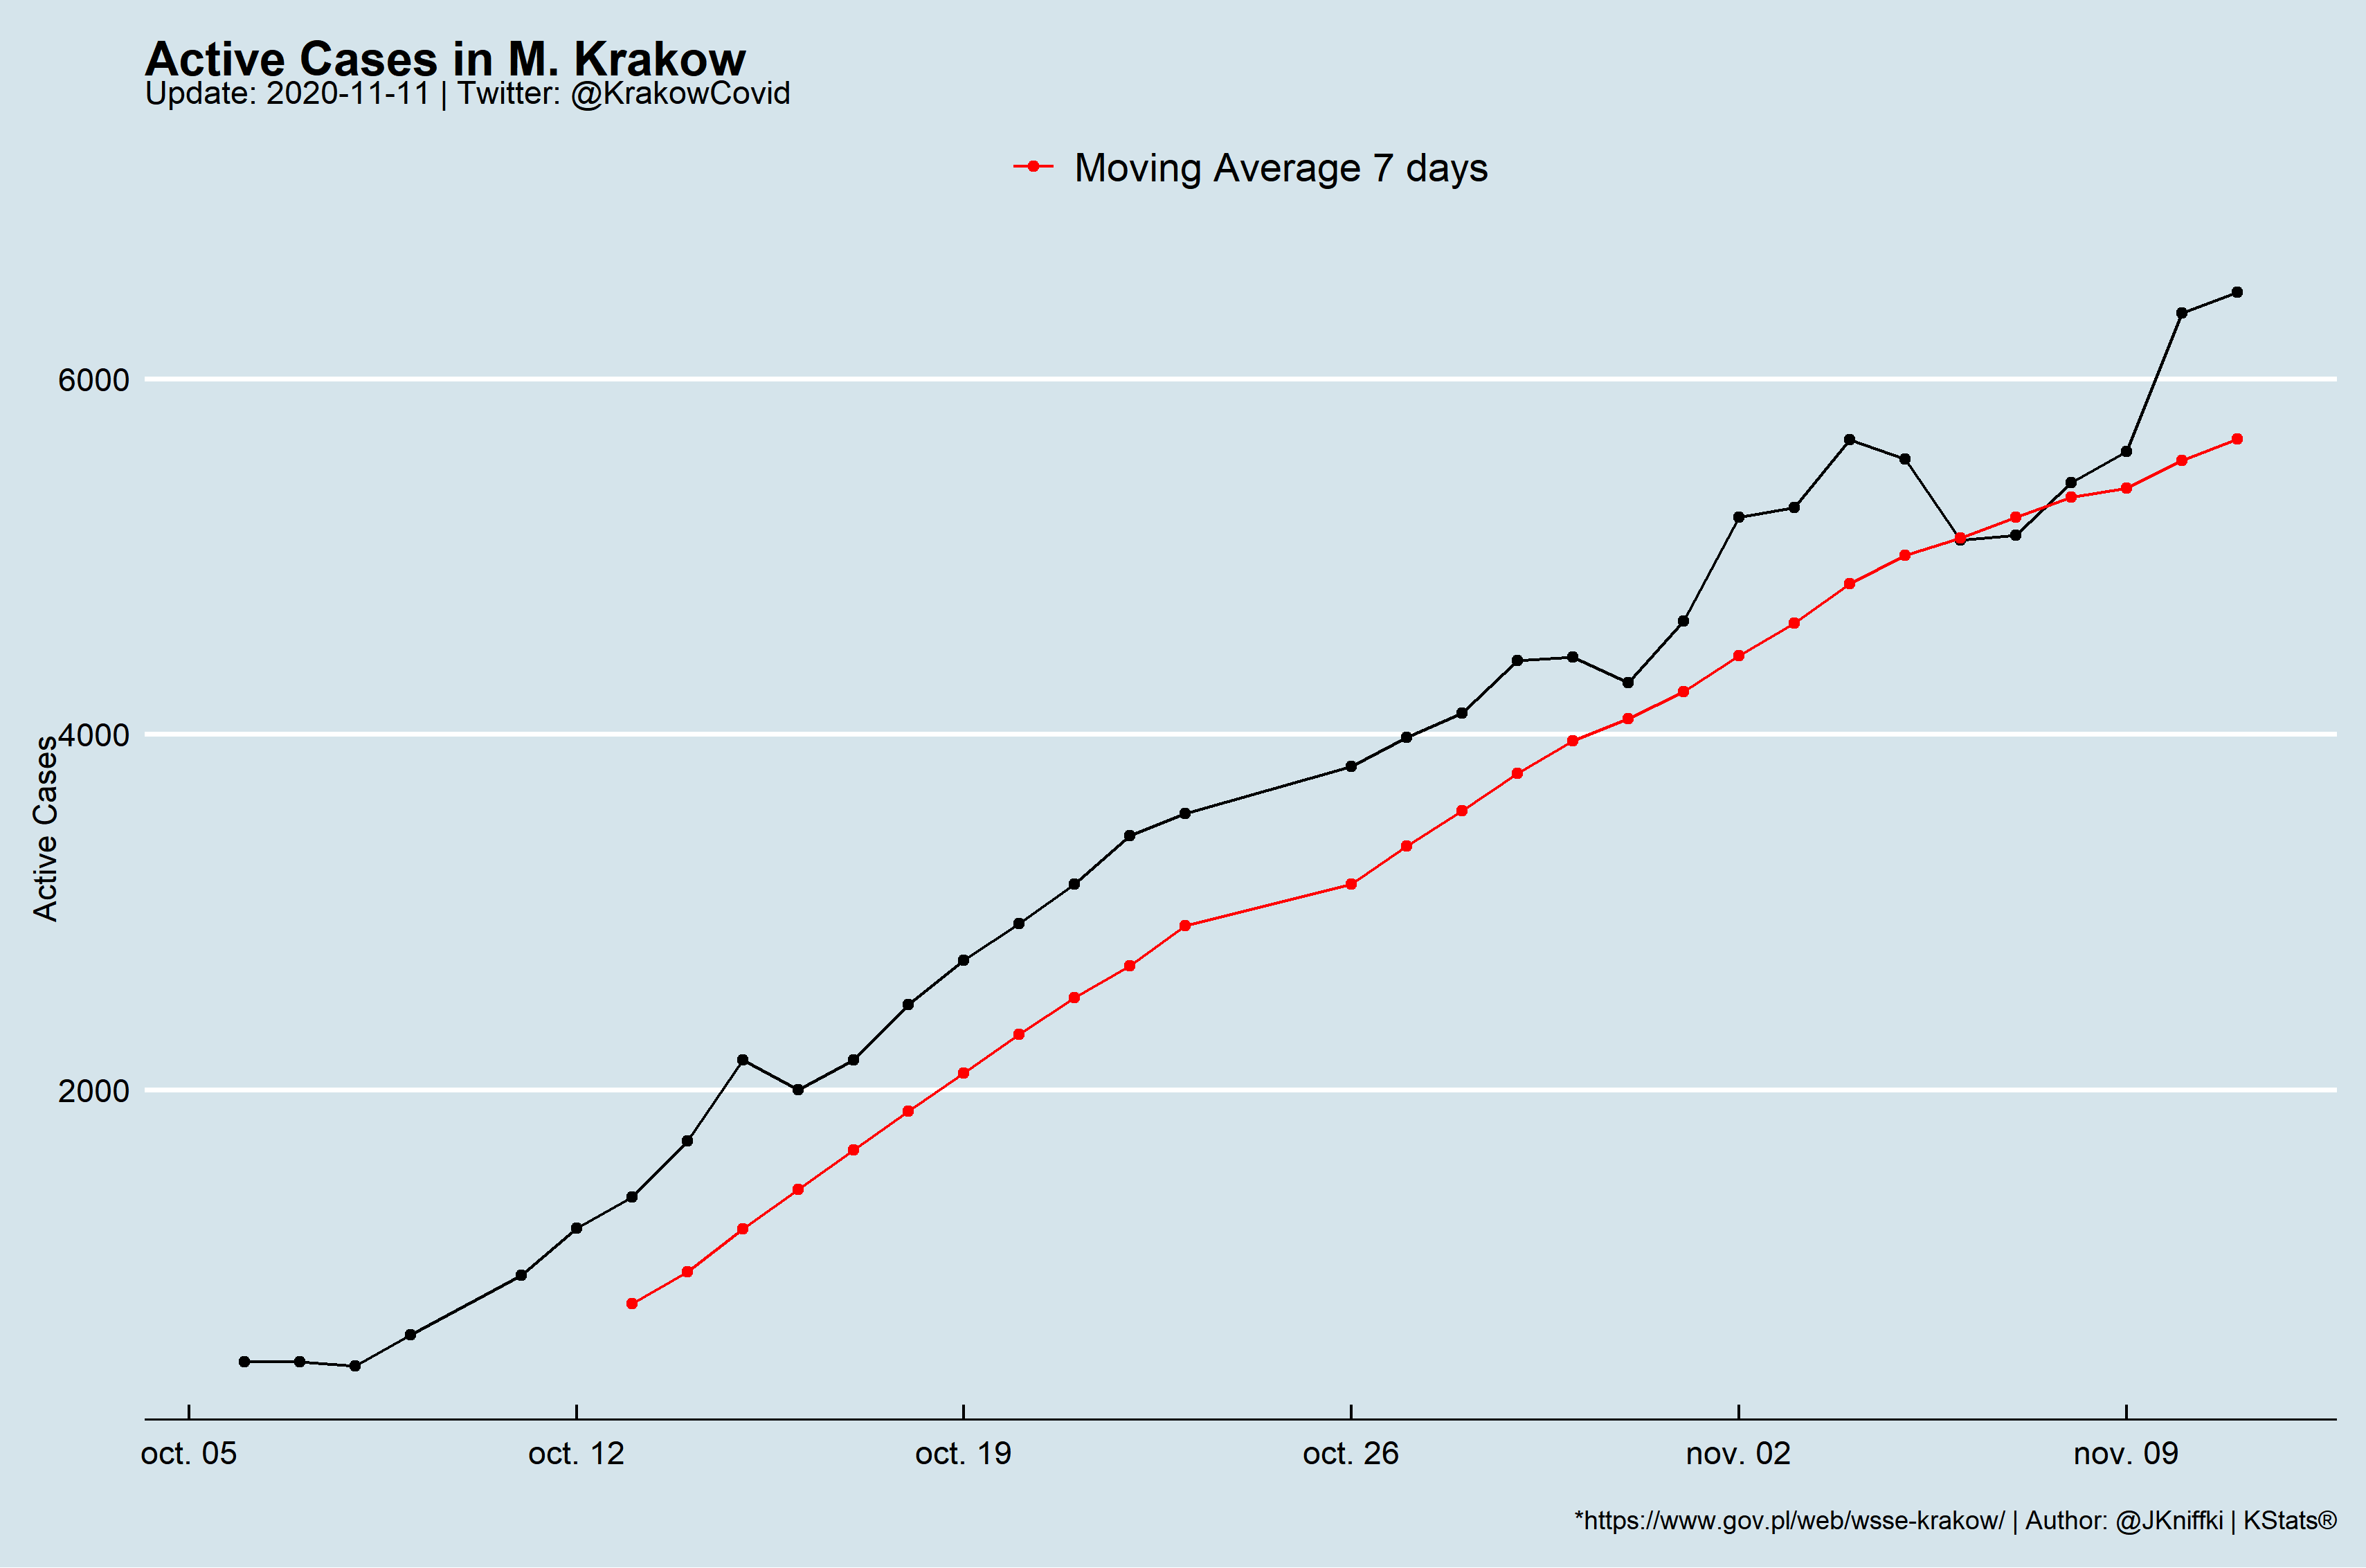 Active Cases in M. Krakow
Update: 2020-11-11 | Twitter: @KrakowCovid
Moving Average 7 days
6000
4000
2000
Active Cases
oct. 05
oct. 12
oct. 19
oct. 26
nov. 02
nov. 09
*https://www.gov.pl/web/wsse-krakow/ | Author: @JKniffki | KStats®